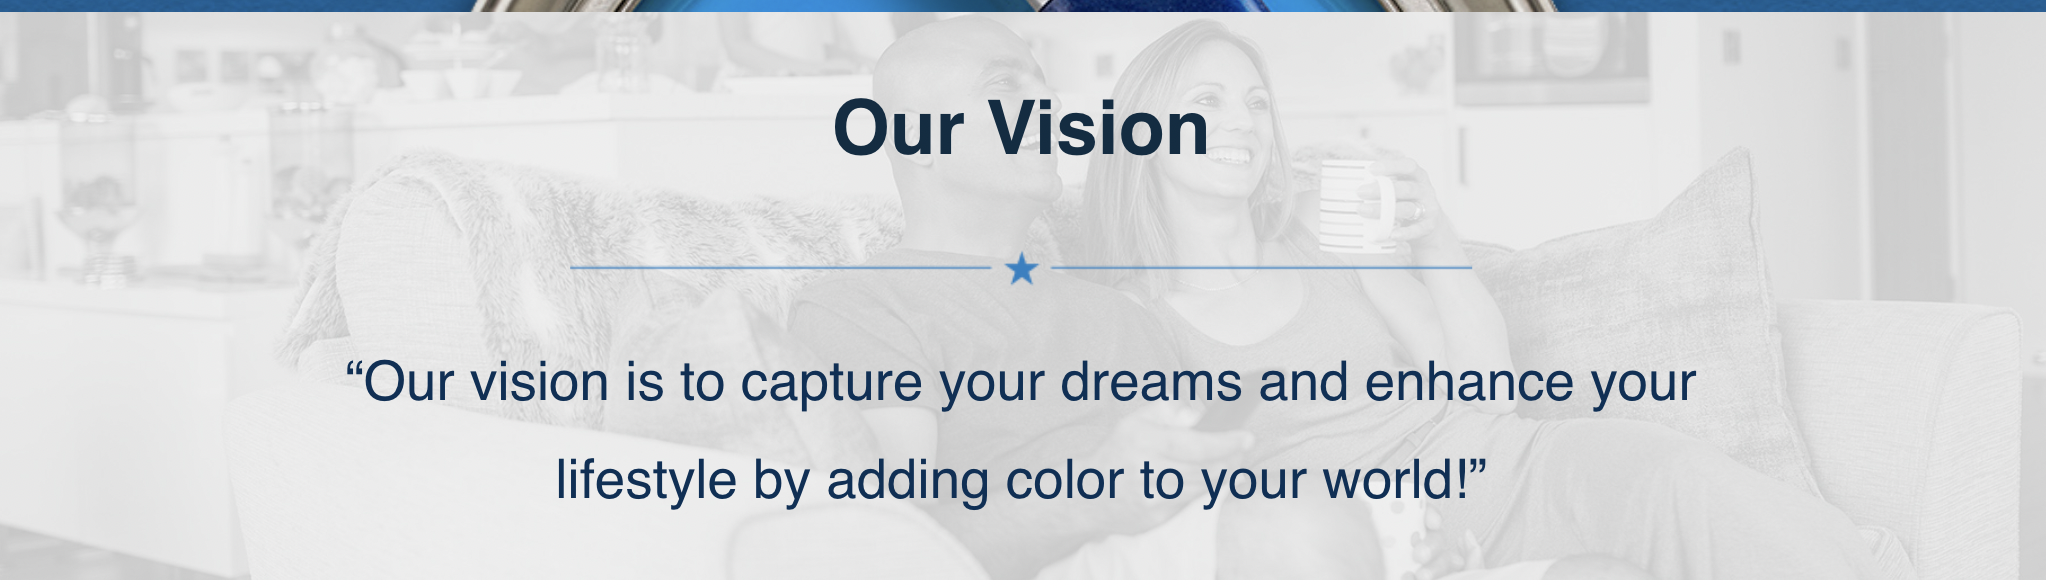 Our Vision
“Our vision is to capture your dreams and enhance your
lifestyle by adding color to your world!”